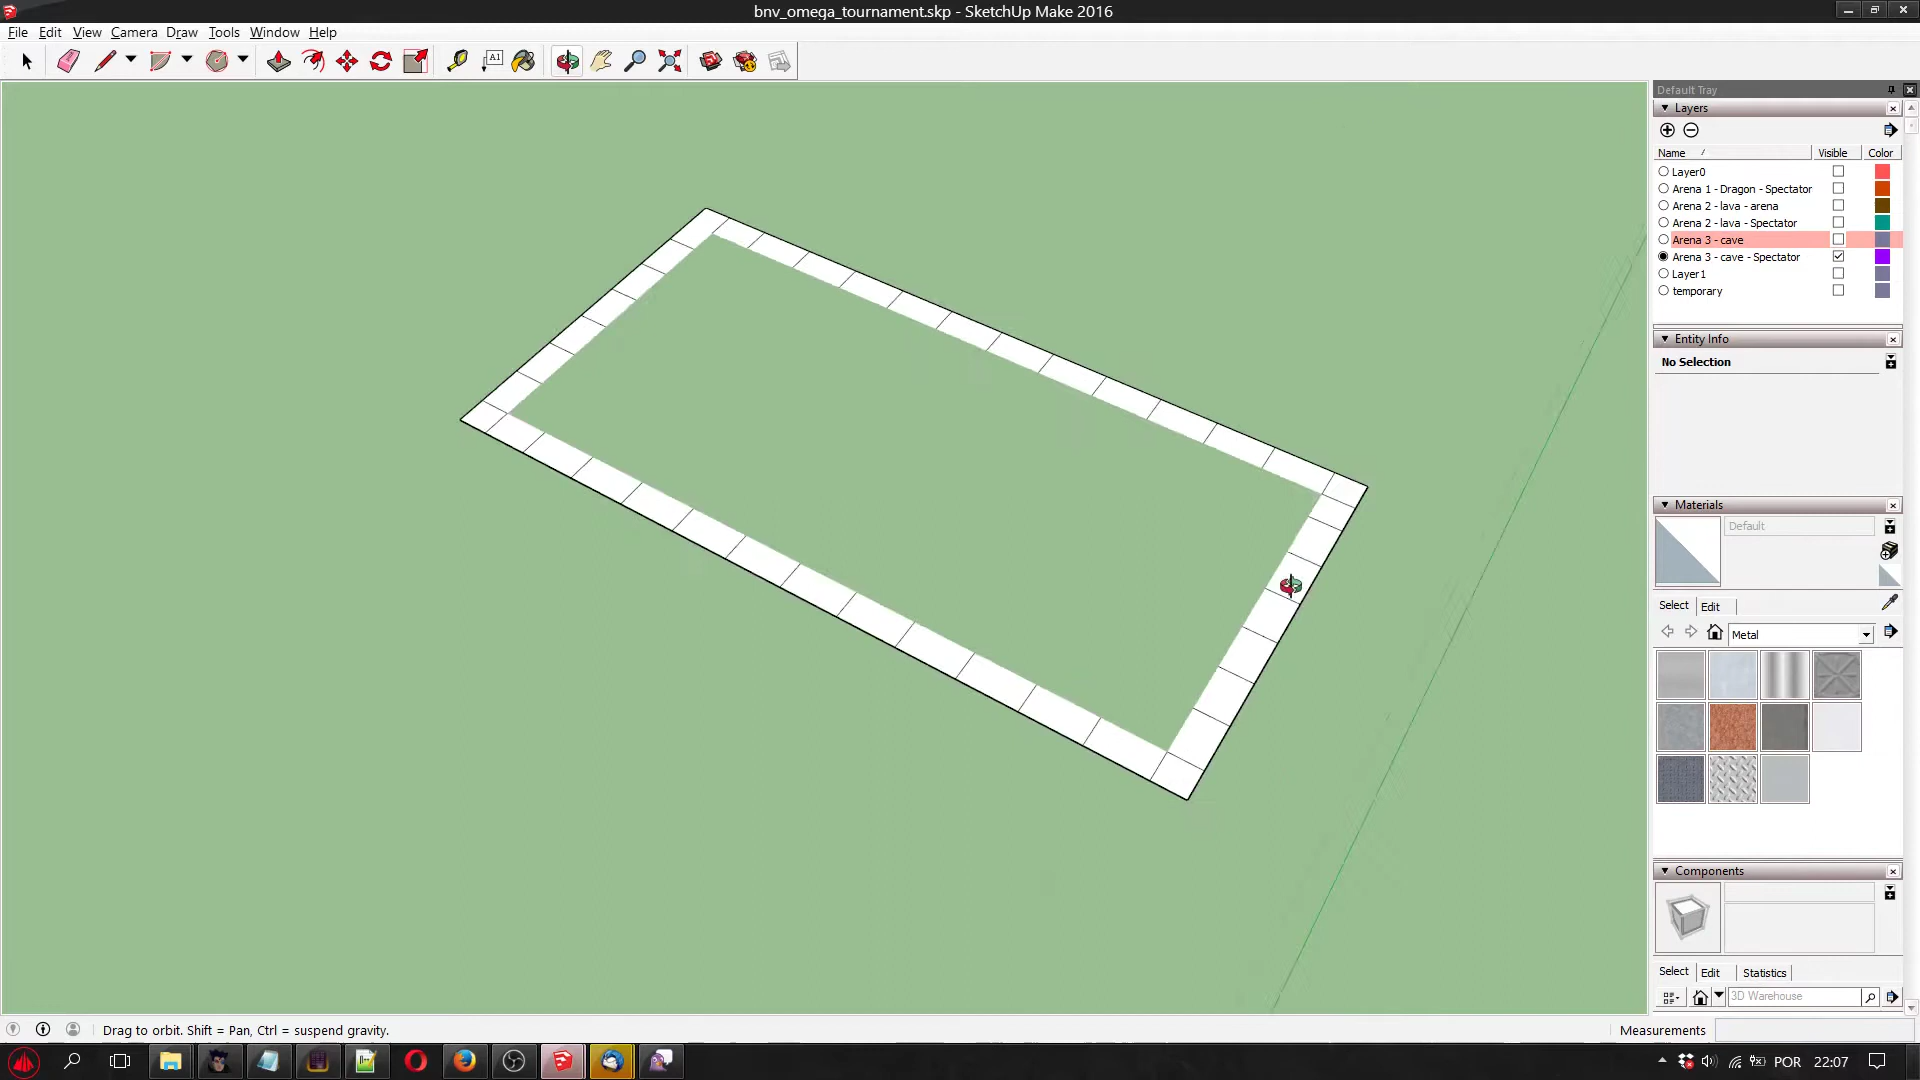 bnv_omega_tournament.skp - SketchUp Make 2016
File Edit View Camera Draw Tools Window Help
A1
Default Tray
Layers
Name Visible Color
Layer0
Arena 1 - Dragon - Spectator
Arena 2 - lava - arena
Arena 2 - lava - Spectator
Arena 3 - cave
Arena 3 - cave - Spectator
Layer1
temporary
Entity Info
No Selection
Materials
Default
Select Edit
Metal
Components
Select Edit Statistics
3D Warehouse
Drag to orbit. Shift = Pan, Ctrl = suspend gravity.
Measurements
POR 22:07